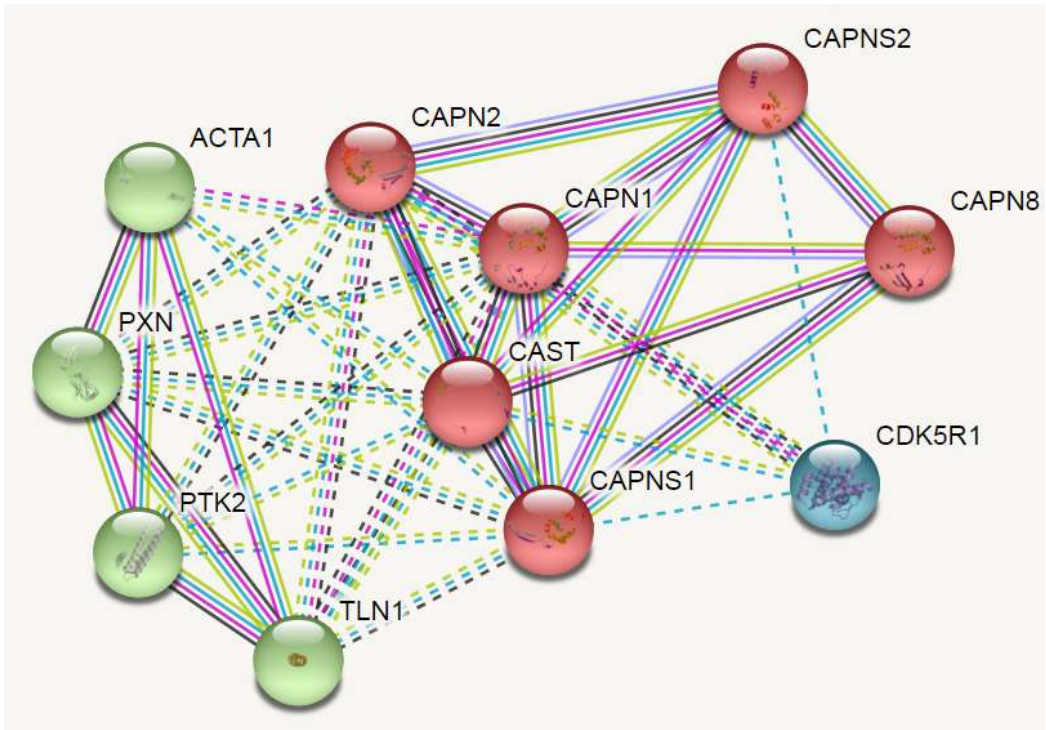 CAPNS2
CAPN2
ACTA1
CAPN1
CAPN8
PXN
CAST
CDK5R1
CAPNS1
PTK2
TLN1